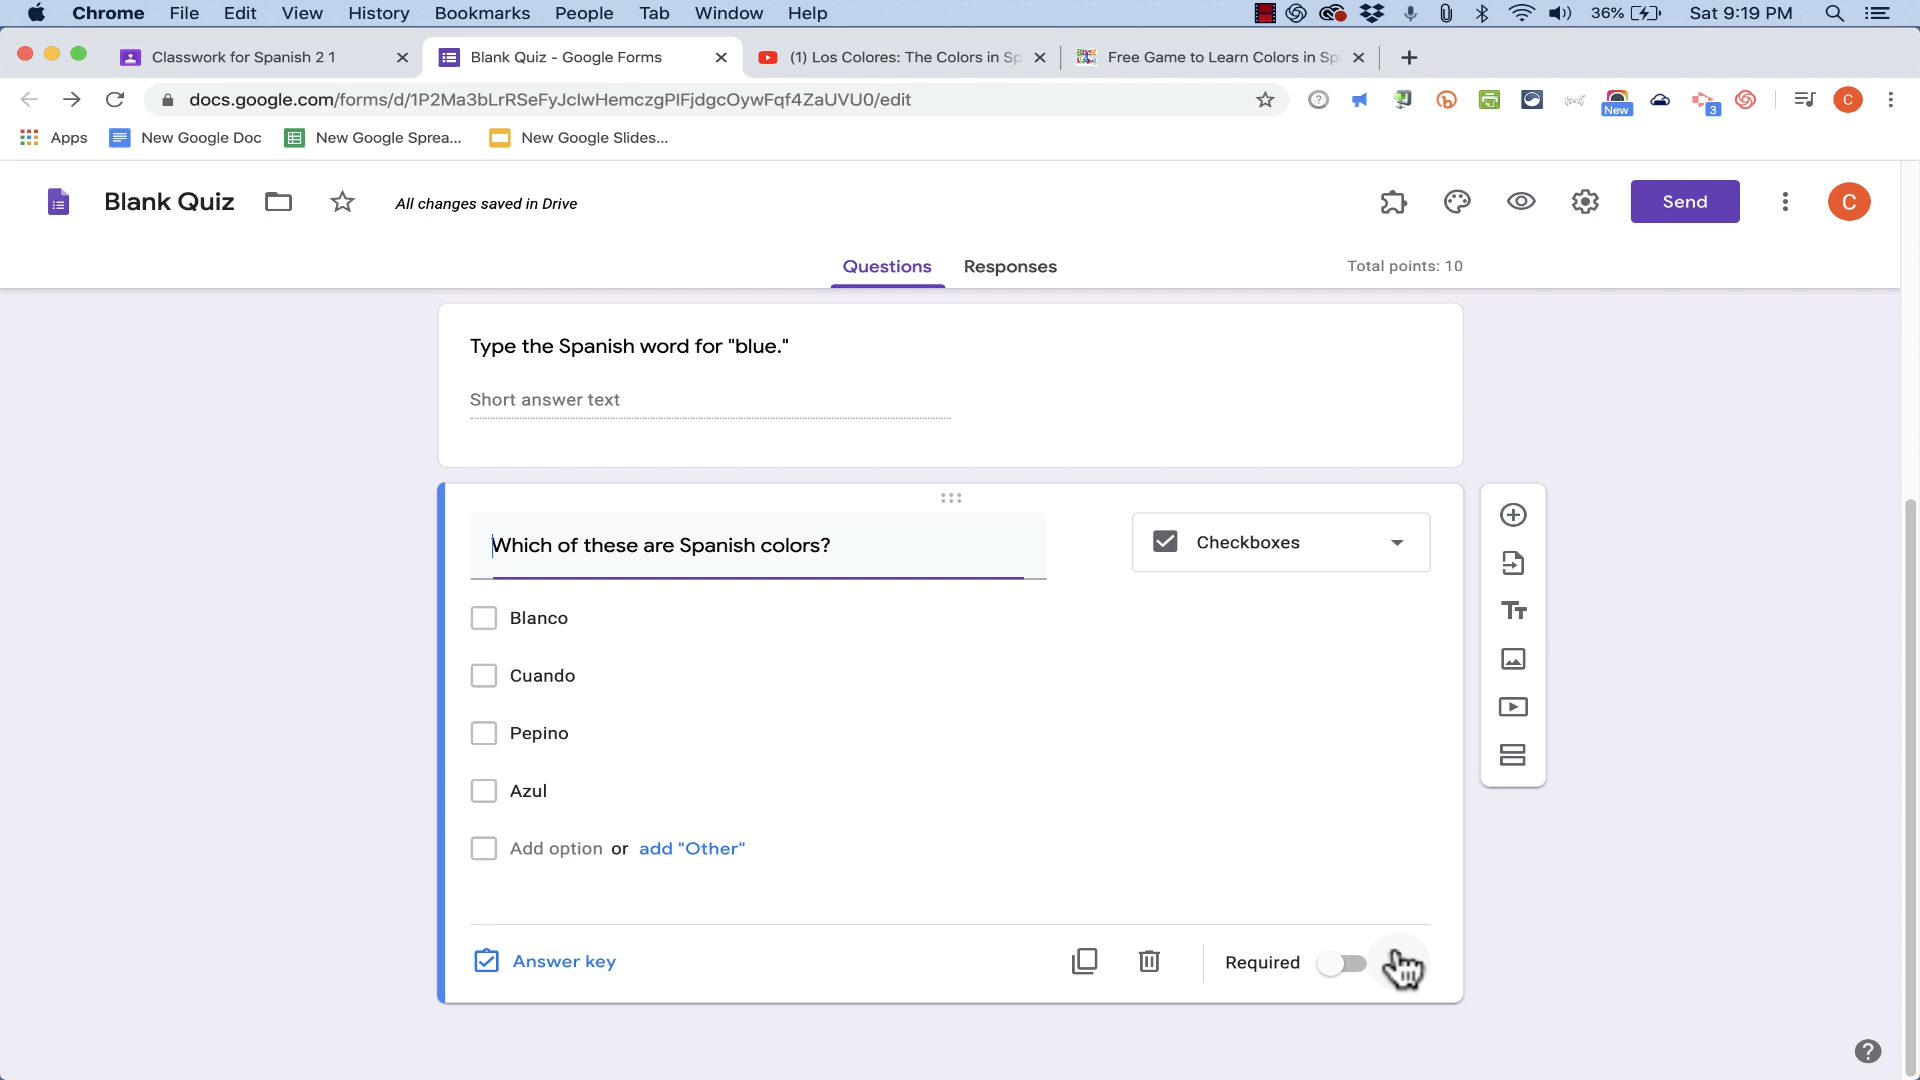 Chrome File Edit View History Bookmarks People Tab Window Help 36% Sat 9:19 PM
Classwork for Spanish 2 1 Blank Quiz - Google Forms (1) Los Colores: The Colors in Sp Free Game to Learn Colors in Sp
docs.google.com/forms/d/1P2Ma3bLrRSeFyJclwHemczgPlFjdgcOywFqf4ZaUVU0/edit New 3 C
Apps New Google Doc New Google Sprea... New Google Slides...
Blank Quiz All changes saved in Drive Send C
Questions Responses Total points: 10
Type the Spanish word for "blue."
Short answer text
Which of these are Spanish colors? Checkboxes
Blanco
Cuando
Pepino
Azul
Add option or add "Other"
Answer key Required